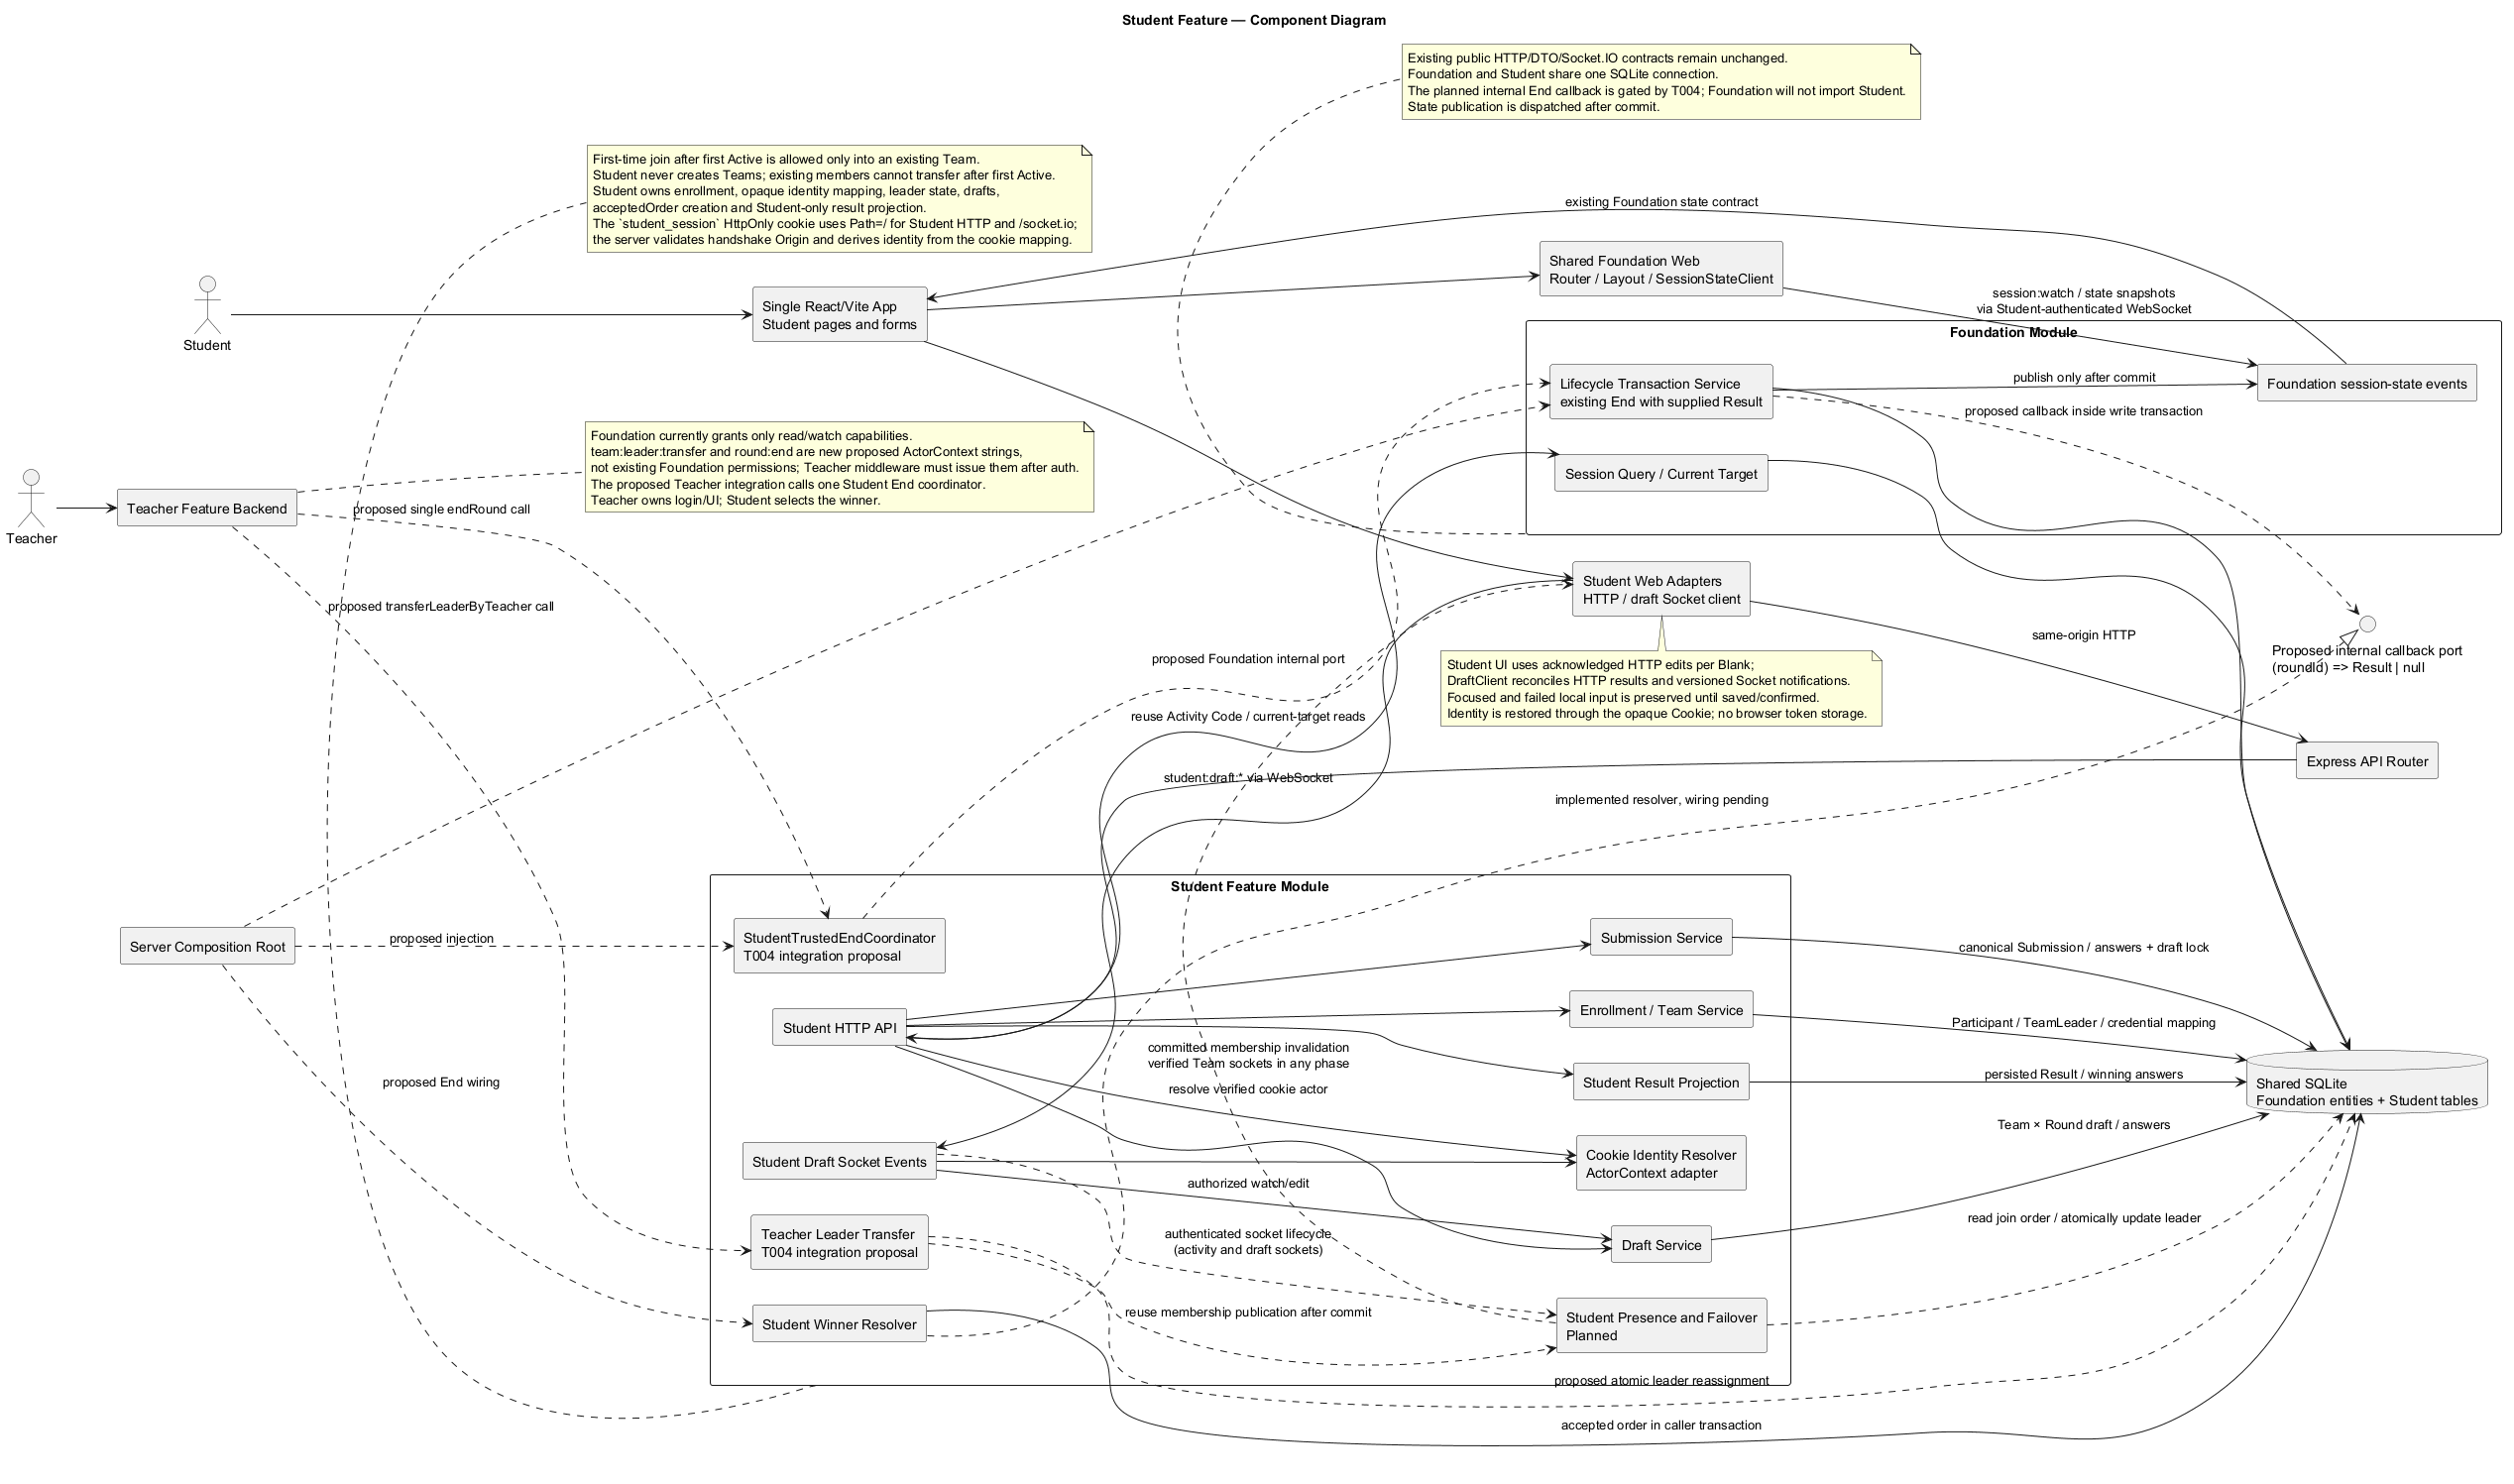 Student Feature — Component Diagram
Existing public HTTP/DTO/Socket.IO contracts remain unchanged.
Foundation and Student share one SQLite connection.
The planned internal End callback is gated by T004; Foundation will not import Student.
State publication is dispatched after commit.
First-time join after first Active is allowed only into an existing Team.
Student never creates Teams; existing members cannot transfer after first Active.
Student owns enrollment, opaque identity mapping, leader state, drafts,
acceptedOrder creation and Student-only result projection.
The `student_session` HttpOnly cookie uses Path=/ for Student HTTP and /socket.io;
the server validates handshake Origin and derives identity from the cookie mapping.
existing Foundation state contract
Shared Foundation Web
Router / Layout / SessionStateClient
Student
Single React/Vite App
Student pages and forms
session:watch / state snapshots
via Student-authenticated WebSocket
Foundation Module
Lifecycle Transaction Service
existing End with supplied Result
publish only after commit
Foundation session-state events
proposed callback inside write transaction
Session Query / Current Target
Foundation currently grants only read/watch capabilities.
team:leader:transfer and round:end are new proposed ActorContext strings,
not existing Foundation permissions; Teacher middleware must issue them after auth.
The proposed Teacher integration calls one Student End coordinator.
Teacher owns login/UI; Student selects the winner.
Teacher
Teacher Feature Backend
proposed single endRound call
proposed transferLeaderByTeacher call
Student Web Adapters
HTTP / draft Socket client
same-origin HTTP
Proposed internal callback port
(roundId) => Result | null
proposed Foundation internal port
Student UI uses acknowledged HTTP edits per Blank;
DraftClient reconciles HTTP results and versioned Socket notifications.
Focused and failed local input is preserved until saved/confirmed.
Identity is restored through the opaque Cookie; no browser token storage.
reuse Activity Code / current-target reads
student:draft:* via WebSocket
Express API Router
implemented resolver, wiring pending
Student Feature Module
Server Composition Root
proposed injection
StudentTrustedEndCoordinator
T004 integration proposal
Submission Service
canonical Submission / answers + draft lock
Student HTTP API
Enrollment / Team Service
Participant / TeamLeader / credential mapping
committed membership invalidation
verified Team sockets in any phase
resolve verified cookie actor
Student Result Projection
persisted Result / winning answers
Shared SQLite
Foundation entities + Student tables
proposed End wiring
Team × Round draft / answers
Student Draft Socket Events
Cookie Identity Resolver
ActorContext adapter
authorized watch/edit
Teacher Leader Transfer
T004 integration proposal
authenticated socket lifecycle
(activity and draft sockets)
Draft Service
read join order / atomically update leader
Student Winner Resolver
reuse membership publication after commit
Student Presence and Failover
Planned
proposed atomic leader reassignment
accepted order in caller transaction